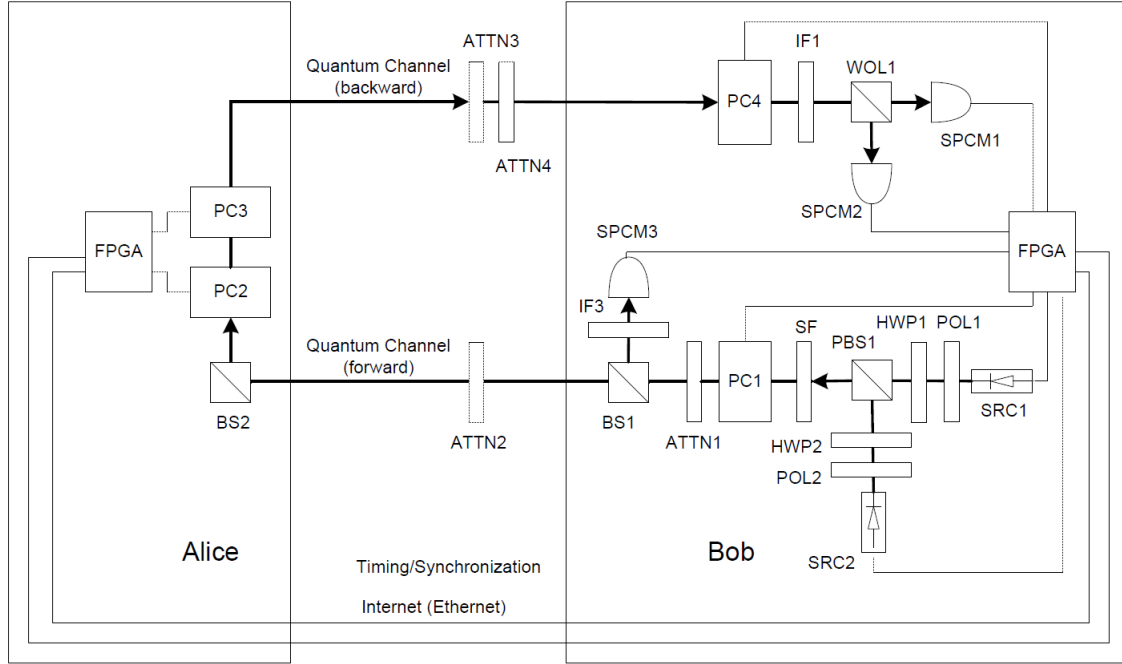 ATTN3
IF1
Quantum Channel
(backward)
WOL1
PC4
SPCM1
ATTN4
SPCM2
PC3
FPGA
SPCM3
FPGA
PC2
IF3
HWP1
POL1
SF
PBS1
Quantum Channel
(forward)
PC1
SRC1
BS2
BS1
ATTN1
HWP2
ATTN2
POL2
Alice
Bob
SRC2
Timing/Synchronization
Internet (Ethernet)